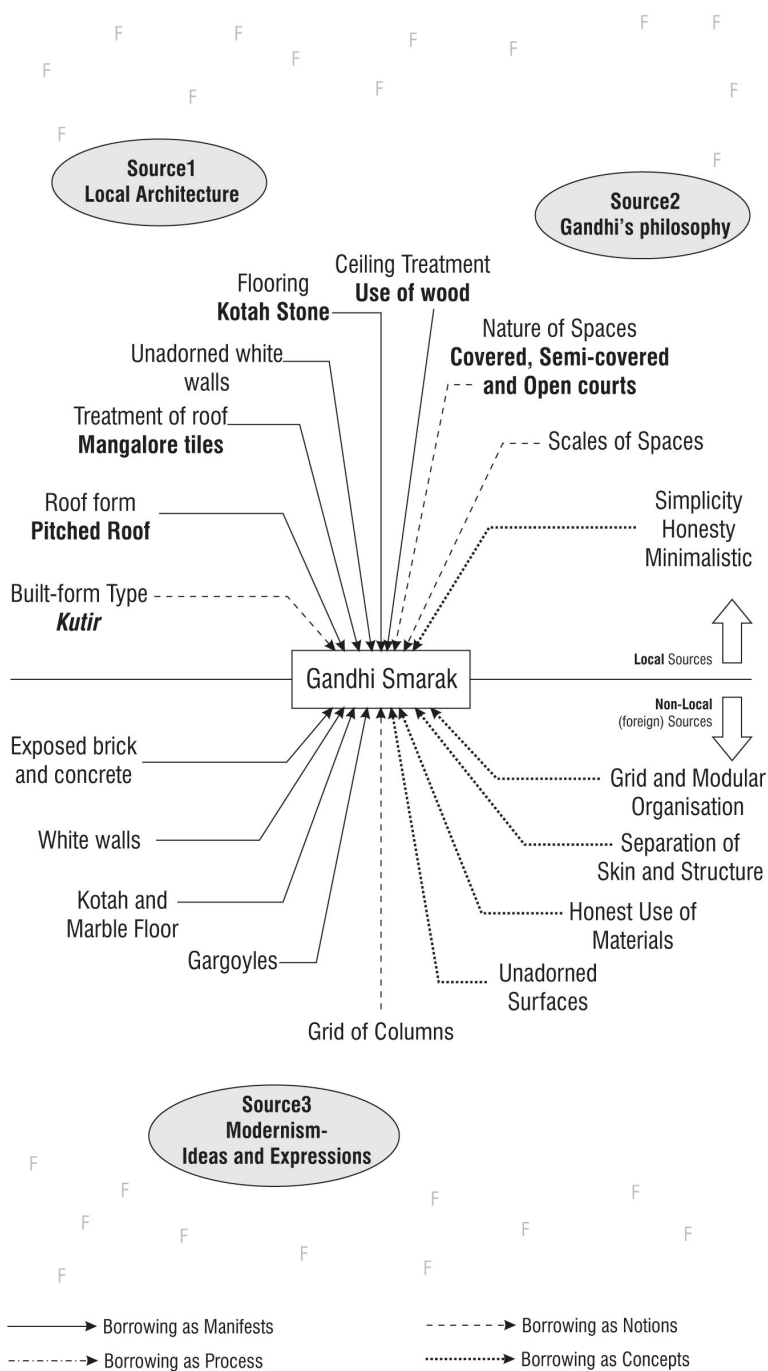 F
F
F
F
F
F
F
F
F
F
F
F
F
F
Source1
Local Architecture
Source2
Gandhi's philosophy
Ceiling Treatment
Use of wood
Flooring
Kotah Stone
Nature of Spaces
Covered, Semi-covered
and Open courts
Unadorned white
walls
Treatment of roof
Mangalore tiles
Scales of Spaces
Roof form
Pitched Roof
Simplicity
Honesty
Minimalistic
Built-form Type
Kutir
Local Sources
Gandhi Smarak
Non-Local
(foreign) Sources
Exposed brick
and concrete
Grid and Modular
Organisation
White walls
Separation of
Skin and Structure
Kotah and
Marble Floor
Honest Use of
Materials
Gargoyles
Unadorned
Surfaces
Grid of Columns
Source3
Modernism-
Ideas and Expressions
F
F
F
F
F
F
F
F
F
F
F
F
Borrowing as Manifests
Borrowing as Notions
Borrowing as Process
Borrowing as Concepts